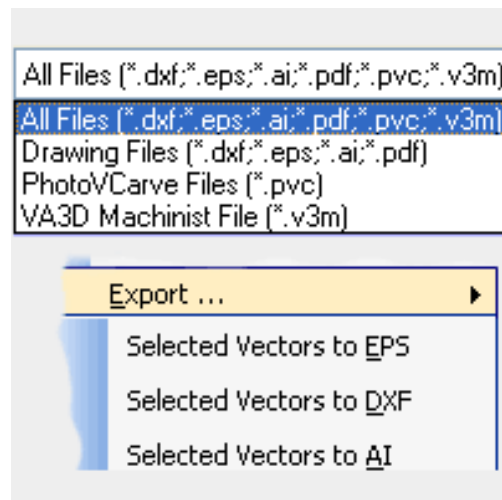 All Files (*.dxf;*.eps;*.ai;*.pdf;*.pvc;*.v3m)
All Files (*.dxf;*.eps;*.ai;*.pdf;*.pvc;*.v3m)
Drawing Files (*.dxf;*.eps;*.ai;*.pdf)
PhotoVCarve Files (*.pvc)
VA3D Machinist File (*.v3m)
Export ...
Selected Vectors to EPS
Selected Vectors to DXF
Selected Vectors to AI